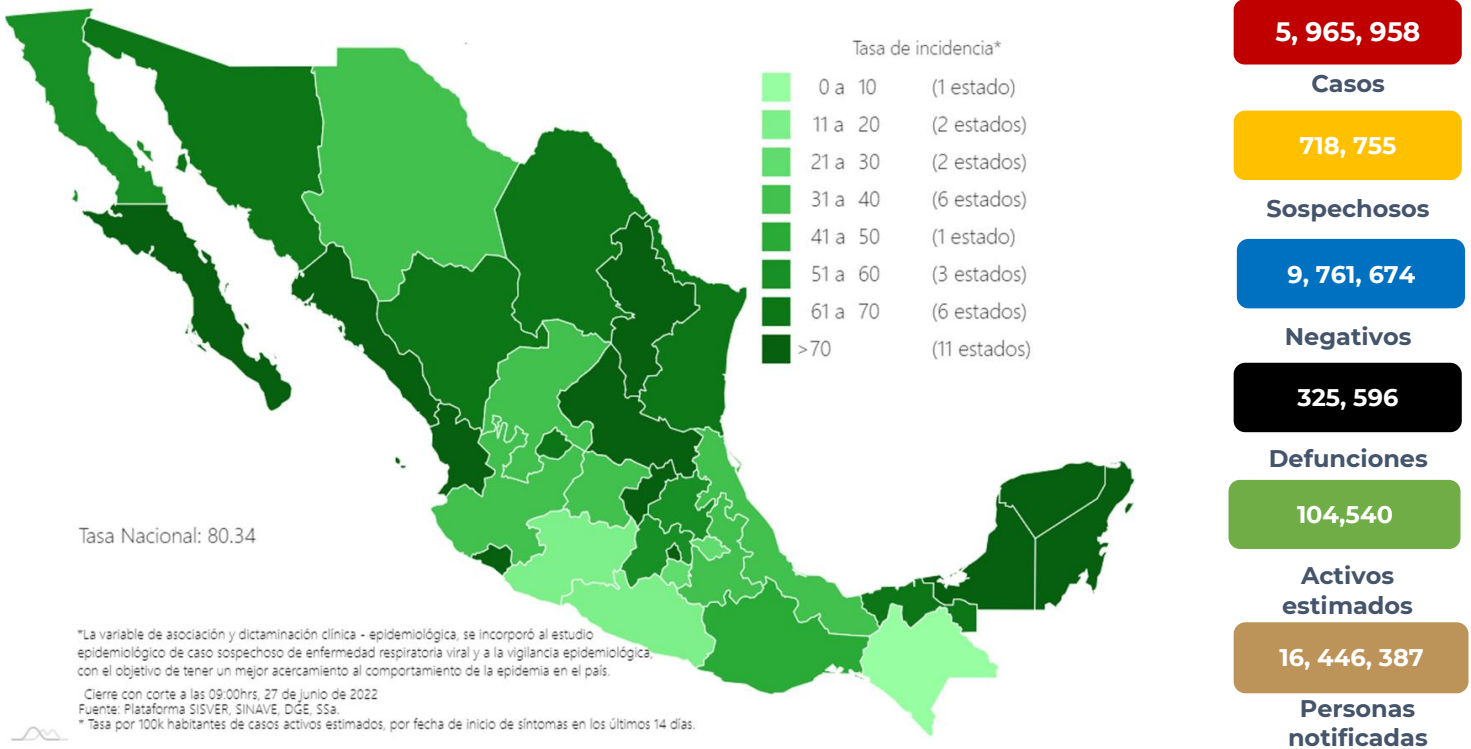 Tasa de incidencia*
0 a 10 (1 estado)
11 a 20 (2 estados)
21 a 30 (2 estados)
31 a 40 (6 estados)
41 a 50 (1 estado)
51 a 60 (3 estados)
61 a 70 (6 estados)
>70 (11 estados)
Tasa Nacional: 80.34
*La variable de asociación y dictaminación clínica - epidemiológica, se incorporó al estudio
epidemiológico de caso sospechoso de enfermedad respiratoria viral y a la vigilancia epidemiológica,
con el objetivo de tener un mejor acercamiento al comportamiento de la epidemia en el país.
Cierre con corte a las 09:00hrs, 27 de junio de 2022
Fuente: Plataforma SISVER, SINAVE, DGE, SSa.
* Tasa por 100k habitantes de casos activos estimados, por fecha de inicio de síntomas en los últimos 14 días.
5, 965, 958
Casos
718, 755
Sospechosos
9, 761, 674
Negativos
325, 596
Defunciones
104,540
Activos
estimados
16, 446, 387
Personas
notificadas